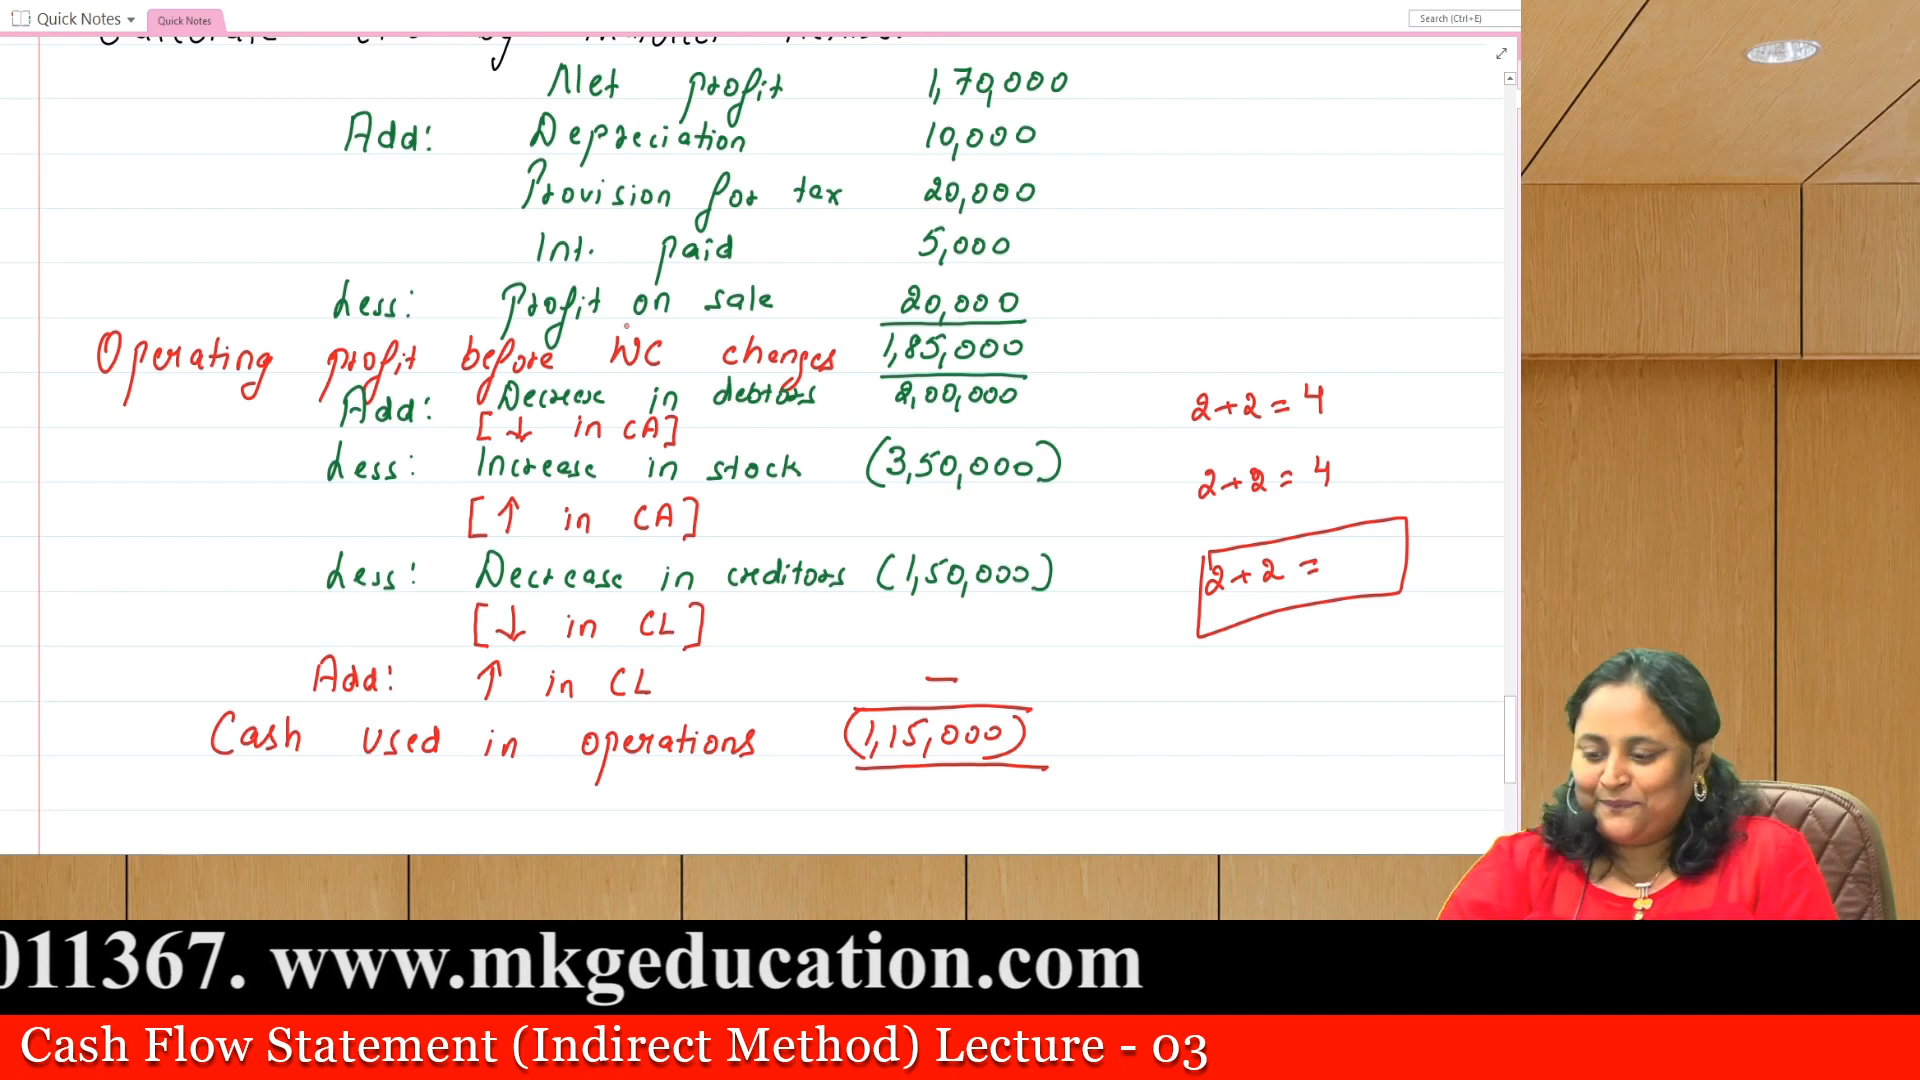 Quick Notes
Quick Notes
Search (Ctrl+E)
by
Net profit 1,70,000
Add: Depreciation 10,000
Provision for tax 20,000
Int. paid 5,000
Less: Profit on sale 20,000
Operating profit before WC changes 1,85,000
Add: Decrease in debtors 2,00,000
[↓ in CA]
Less: Increase in stock (3,50,000)
[↑ in CA]
Less: Decrease in creditors (1,50,000)
[↓ in CL]
Add: ↑ in CL —
Cash used in operations (1,15,000)
2+2 = 4
2+2 = 4
2+2 =
011367. www.mkgeducation.com
Cash Flow Statement (Indirect Method) Lecture - 03